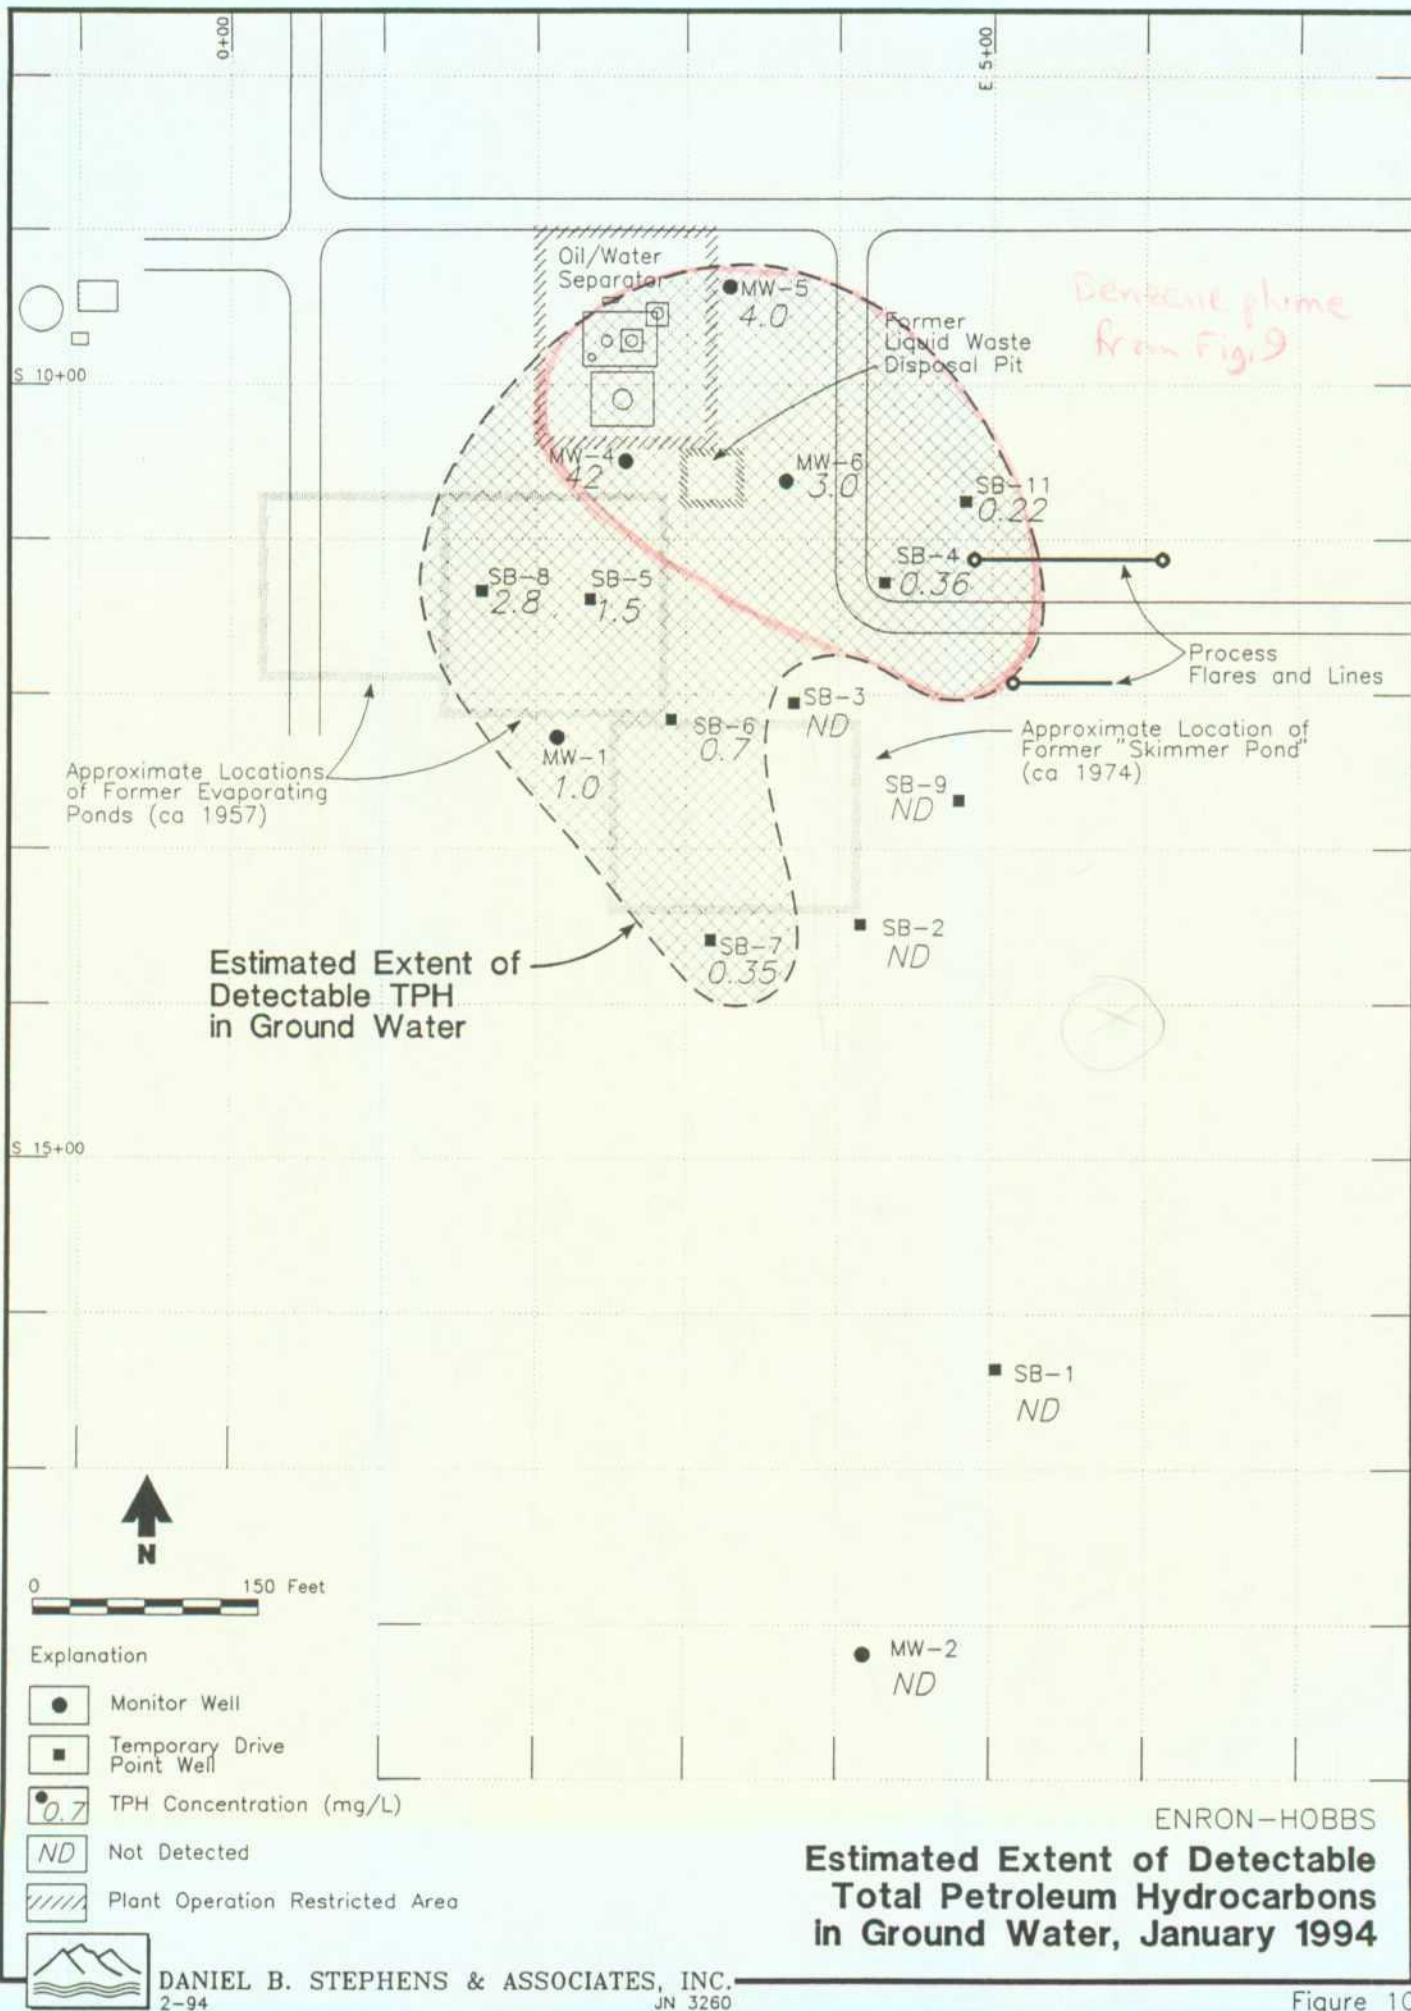 0+00
E 5+00
Oil/Water
Separator
MW-5
4.0
Benzene plume
from Fig. 9
Former
Liquid Waste
Disposal Pit
S 10+00
MW-4
42
MW-6
3.0
SB-11
0.22
SB-4
0.36
SB-8
2.8
SB-5
1.5
Process
Flares and Lines
SB-3
ND
SB-6
0.7
MW-1
1.0
Approximate Location of
Former "Skimmer Pond"
(ca 1974)
Approximate Locations
of Former Evaporating
Ponds (ca 1957)
SB-9
ND
SB-2
ND
SB-7
0.35
Estimated Extent of
Detectable TPH
in Ground Water
S 15+00
SB-1
ND
N
0 150 Feet
MW-2
ND
Explanation
Monitor Well
Temporary Drive
Point Well
0.7 TPH Concentration (mg/L)
ND Not Detected
Plant Operation Restricted Area
ENRON-HOBBS
Estimated Extent of Detectable
Total Petroleum Hydrocarbons
in Ground Water, January 1994
DANIEL B. STEPHENS & ASSOCIATES, INC.
2-94 JN 3260
Figure 10